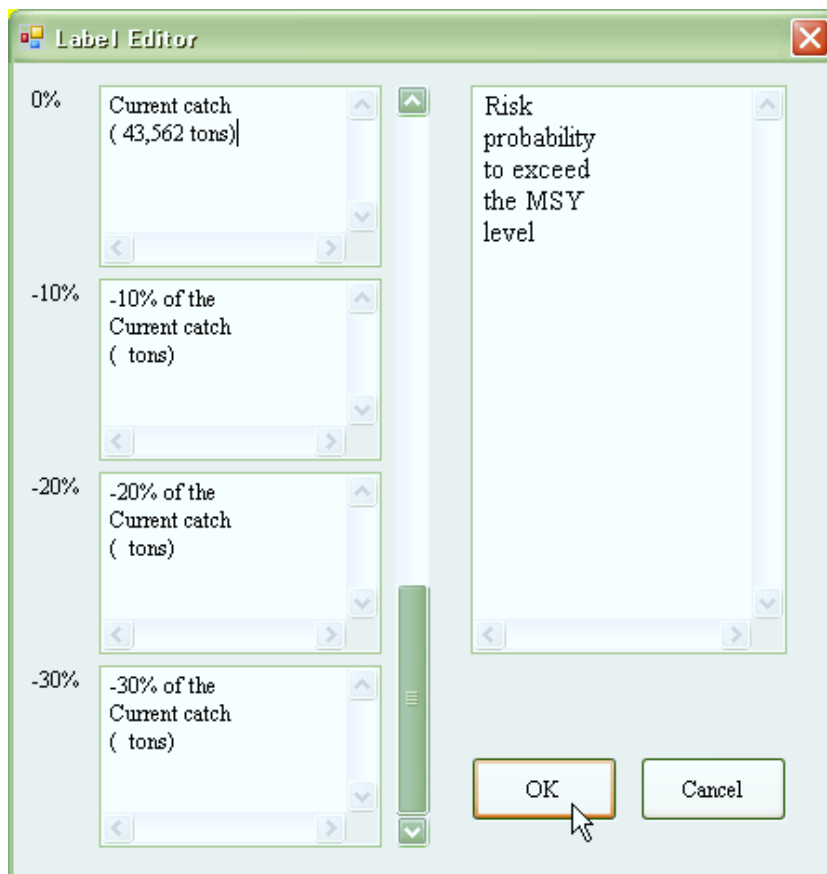 Label Editor
0%
Current catch
( 43,562 tons)
-10%
-10% of the
Current catch
(  tons)
-20%
-20% of the
Current catch
(  tons)
-30%
-30% of the
Current catch
(  tons)
Risk
probability
to exceed
the MSY
level
OK
Cancel